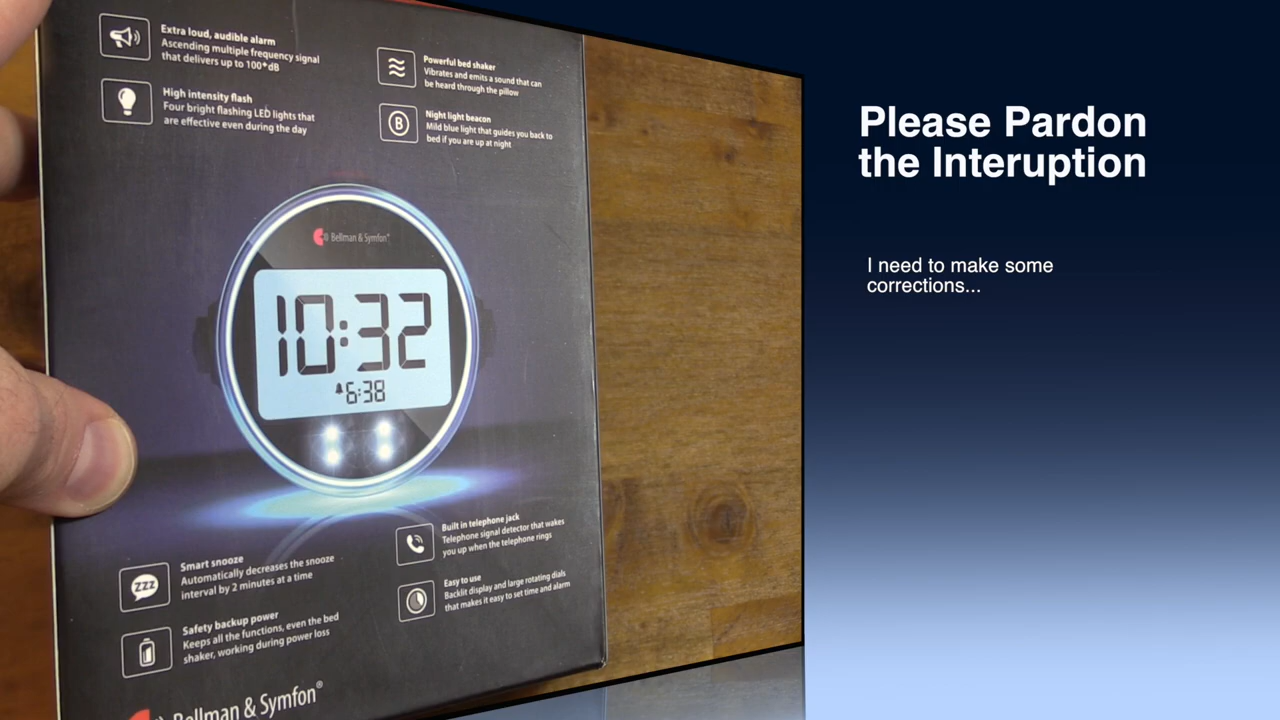 Extra loud, audible alarm
Ascending multiple frequency signal
that delivers up to 100*dB
High intensity flash
Four bright flashing LED lights that
are effective even during the day
Powerful bed shaker
Vibrates and emits a sound that can
be heard through the pillow
B
Night light beacon
Mild blue light that guides you back to
bed if you are up at night
Bellman & Symfon®
10:32
6:38
zzz
Smart snooze
Automatically decreases the snooze
interval by 2 minutes at a time
Safety backup power
Keeps all the functions, even the bed
shaker, working during power loss
Built in telephone jack
Telephone signal detector that wakes
you up when the telephone rings
Easy to use
Backlit display and large rotating dials
that makes it easy to set time and alarm
Bellman & Symfon®
Please Pardon
the Interuption
I need to make some
corrections...